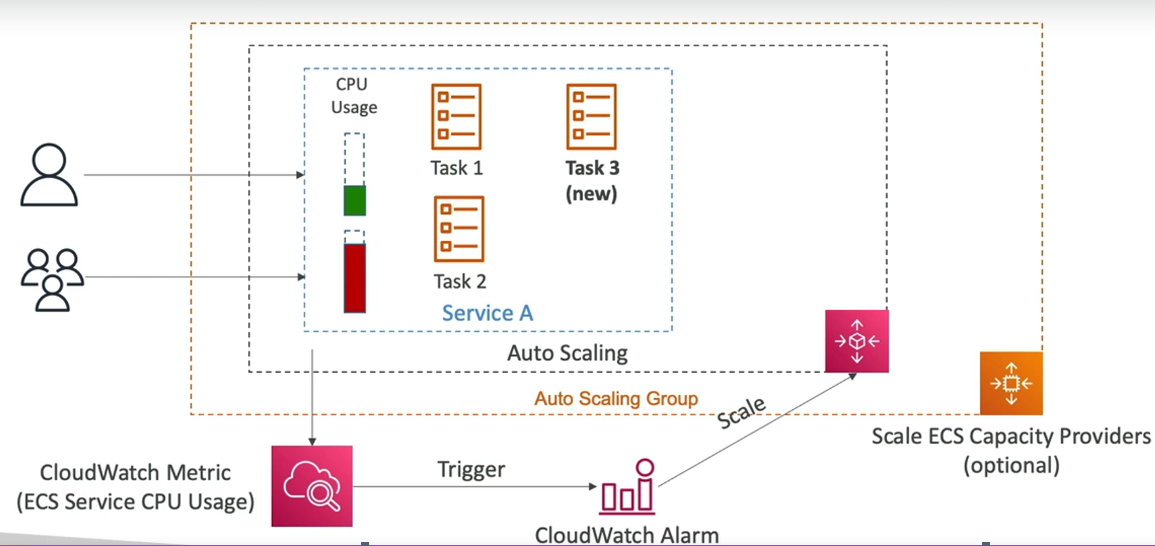 CPU
Usage
Task 1
Task 3
(new)
Task 2
Service A
Auto Scaling
Auto Scaling Group
Scale
Scale ECS Capacity Providers
(optional)
CloudWatch Metric
(ECS Service CPU Usage)
Trigger
CloudWatch Alarm